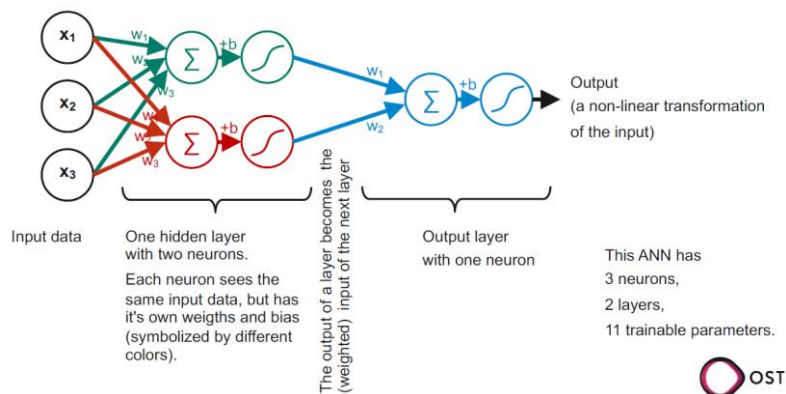 x1
x2
x3
w1
w2
w3
w2
w3
Σ
+b
Σ
+b
w1
w2
Σ
+b
Output
(a non-linear transformation
of the input)
Input data
One hidden layer
with two neurons.
Each neuron sees the
same input data, but has
it's own weigths and bias
(symbolized by different
colors).
The output of a layer becomes the
(weighted) input of the next layer
Output layer
with one neuron
This ANN has
3 neurons,
2 layers,
11 trainable parameters.
OST